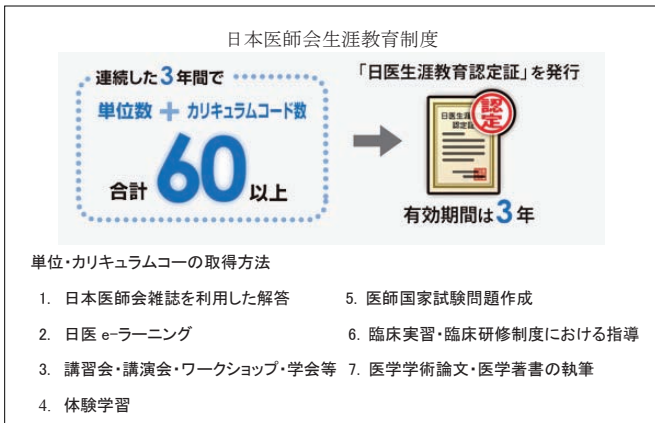 日本医師会生涯教育制度
連続した3年間で
単位数 + カリキュラムコード数
合計 60 以上
「日医生涯教育認定証」を発行
日医生涯
認定証
認定
有効期間は3年
単位・カリキュラムコーの取得方法
1. 日本医師会雑誌を利用した解答
2. 日医 e-ラーニング
3. 講習会・講演会・ワークショップ・学会等
4. 体験学習
5. 医師国家試験問題作成
6. 臨床実習・臨床研修制度における指導
7. 医学学術論文・医学著書の執筆